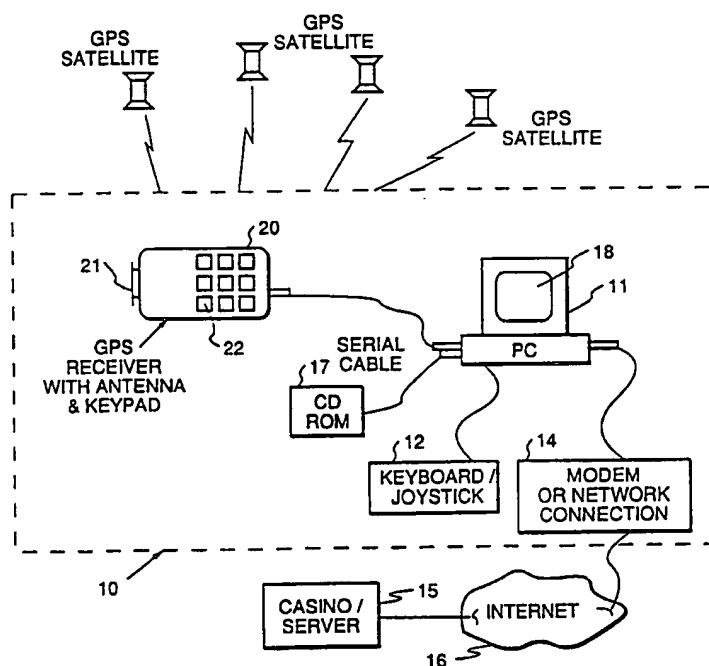 GPS
SATELLITE
GPS
SATELLITE
GPS
SATELLITE
20
21
22
GPS
RECEIVER
WITH ANTENNA
& KEYPAD
18
11
PC
SERIAL
CABLE
17
CD
ROM
12
KEYBOARD /
JOYSTICK
14
MODEM
OR NETWORK
CONNECTION
10
15
CASINO /
SERVER
INTERNET
16